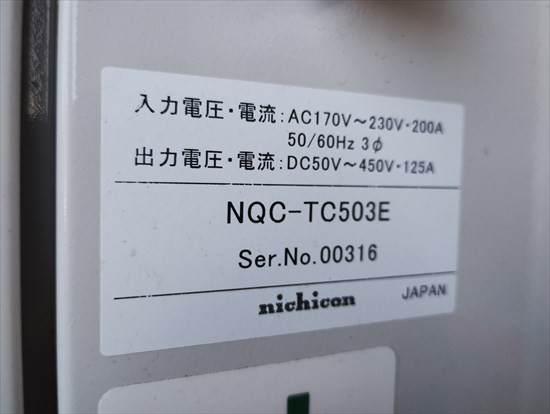 入力電圧・電流:AC170V～230V・200A
50/60Hz 3φ
出力電圧・電流:DC50V～450V・125A
NQC-TC503E
Ser.No.00316
nichicon JAPAN